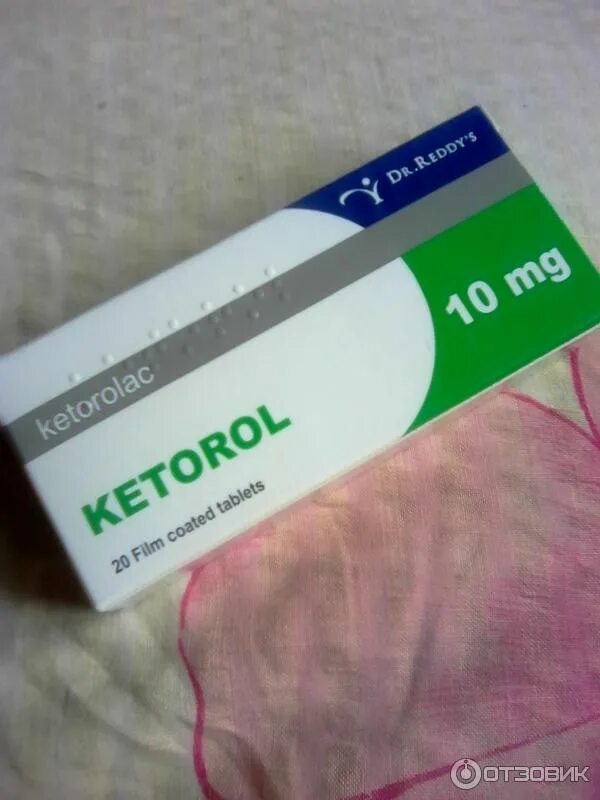 DR.REDDY'S
10 mg
ketorolac
KETOROL
20 Film coated tablets
ОТЗОВИК